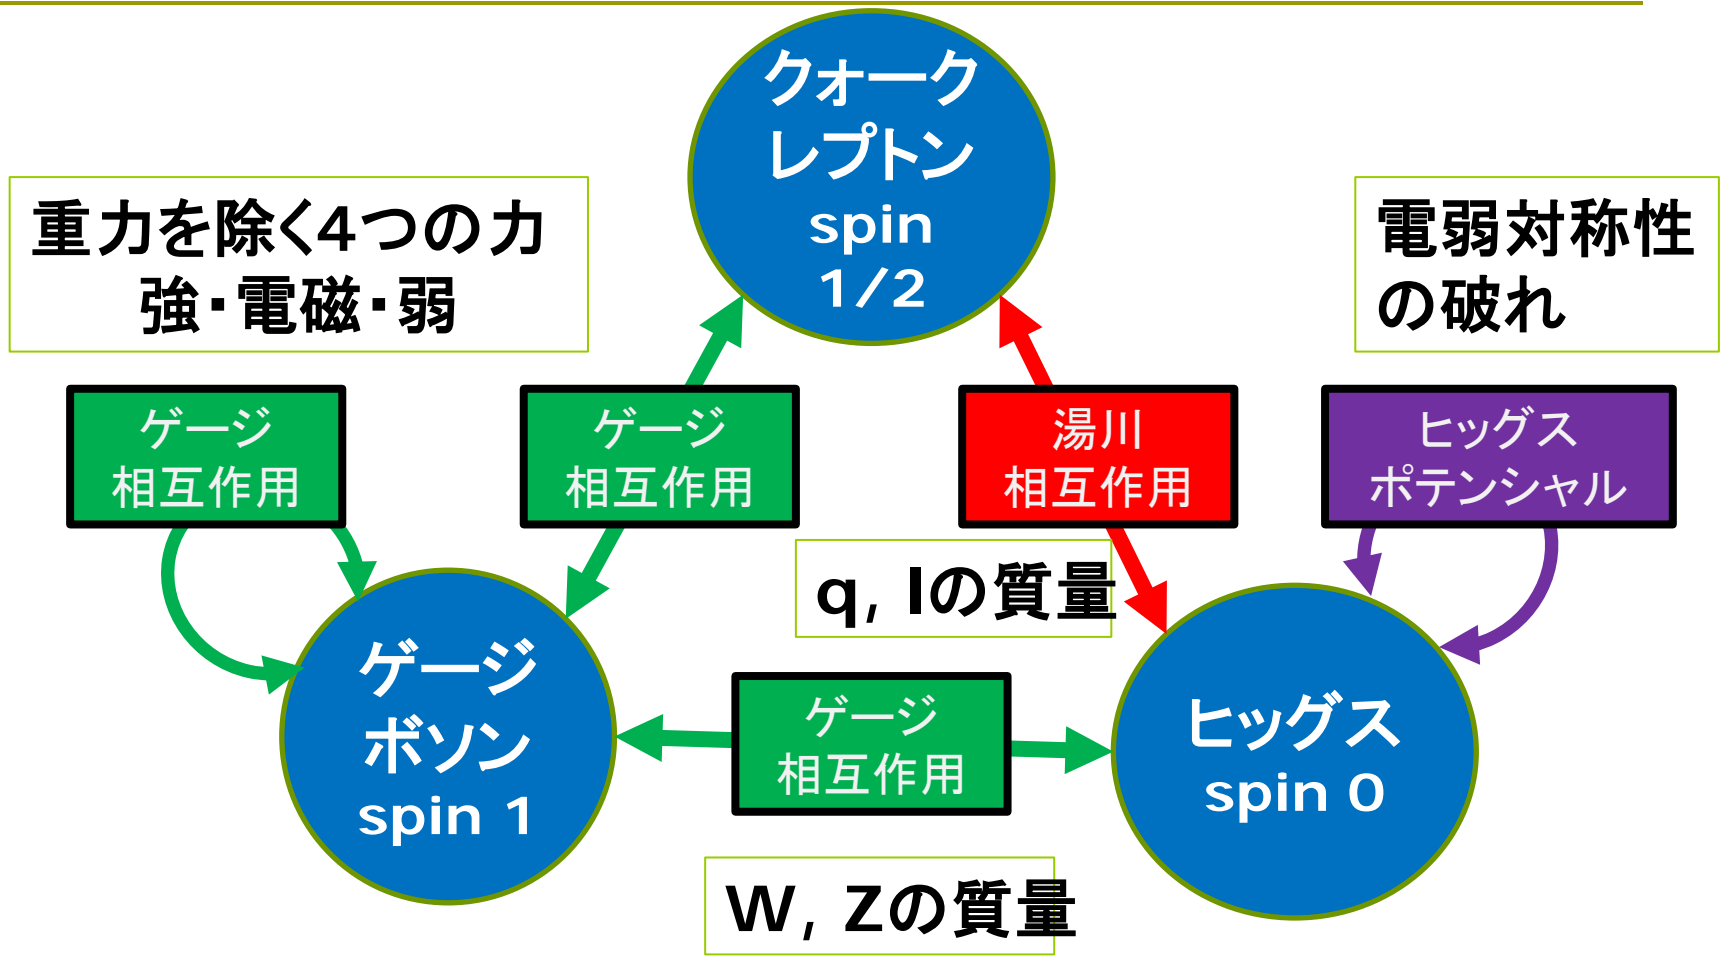 クォーク
レプトン
spin
1/2
重力を除く4つの力
強・電磁・弱
電弱対称性
の破れ
ゲージ
相互作用
ゲージ
相互作用
湯川
相互作用
ヒッグス
ポテンシャル
q, lの質量
ゲージ
ボソン
spin 1
ゲージ
相互作用
ヒッグス
spin 0
W, Zの質量